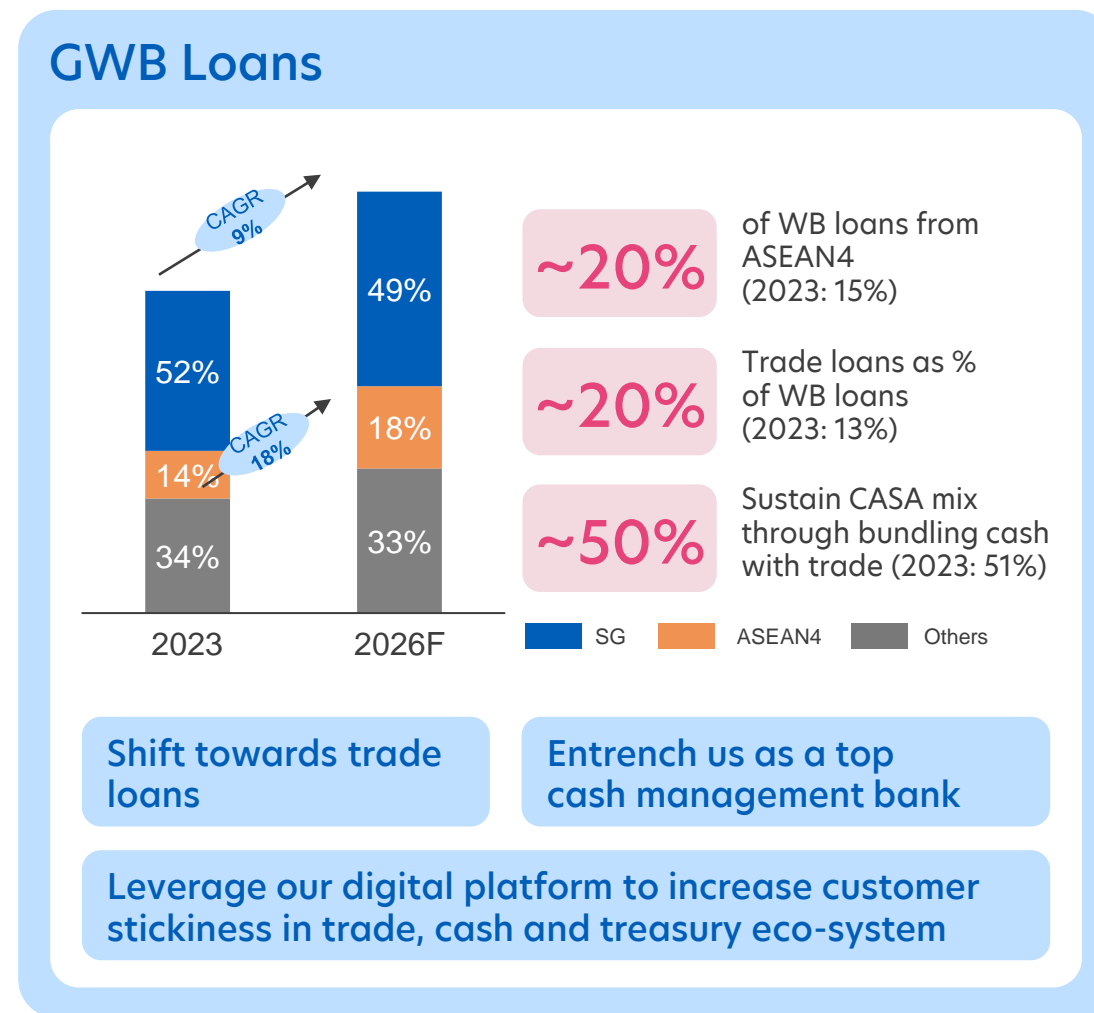 GWB Loans
CAGR
9%
52%
14%
34%
CAGR
18%
49%
18%
33%
2023
2026F
~20%
of WB loans from
ASEAN4
(2023: 15%)
~20%
Trade loans as %
of WB loans
(2023: 13%)
~50%
Sustain CASA mix
through bundling cash
with trade (2023: 51%)
SG
ASEAN4
Others
Shift towards trade
loans
Entrench us as a top
cash management bank
Leverage our digital platform to increase customer
stickiness in trade, cash and treasury eco-system